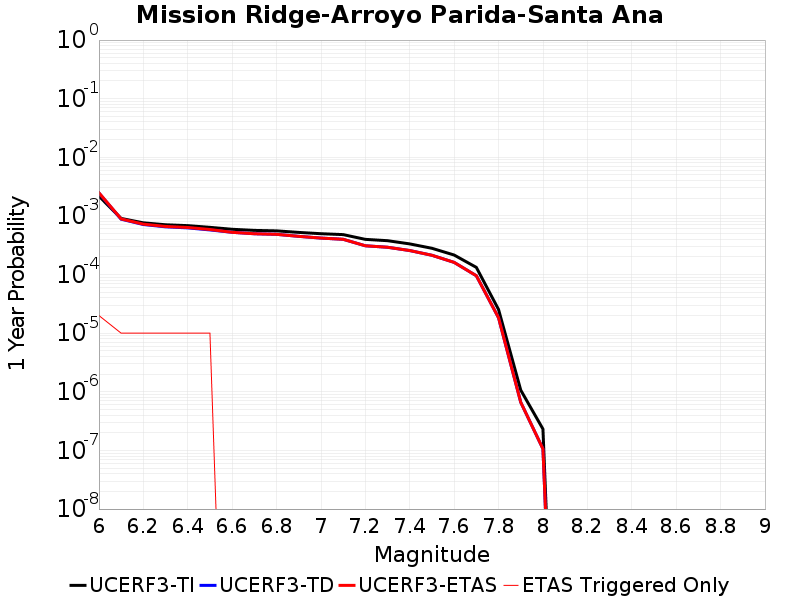 Mission Ridge-Arroyo Parida-Santa Ana
1 Year Probability
10^0
10^-1
10^-2
10^-3
10^-4
10^-5
10^-6
10^-7
10^-8
6 6.2 6.4 6.6 6.8 7 7.2 7.4 7.6 7.8 8 8.2 8.4 8.6 8.8 9
Magnitude
UCERF3-TI UCERF3-TD UCERF3-ETAS ETAS Triggered Only